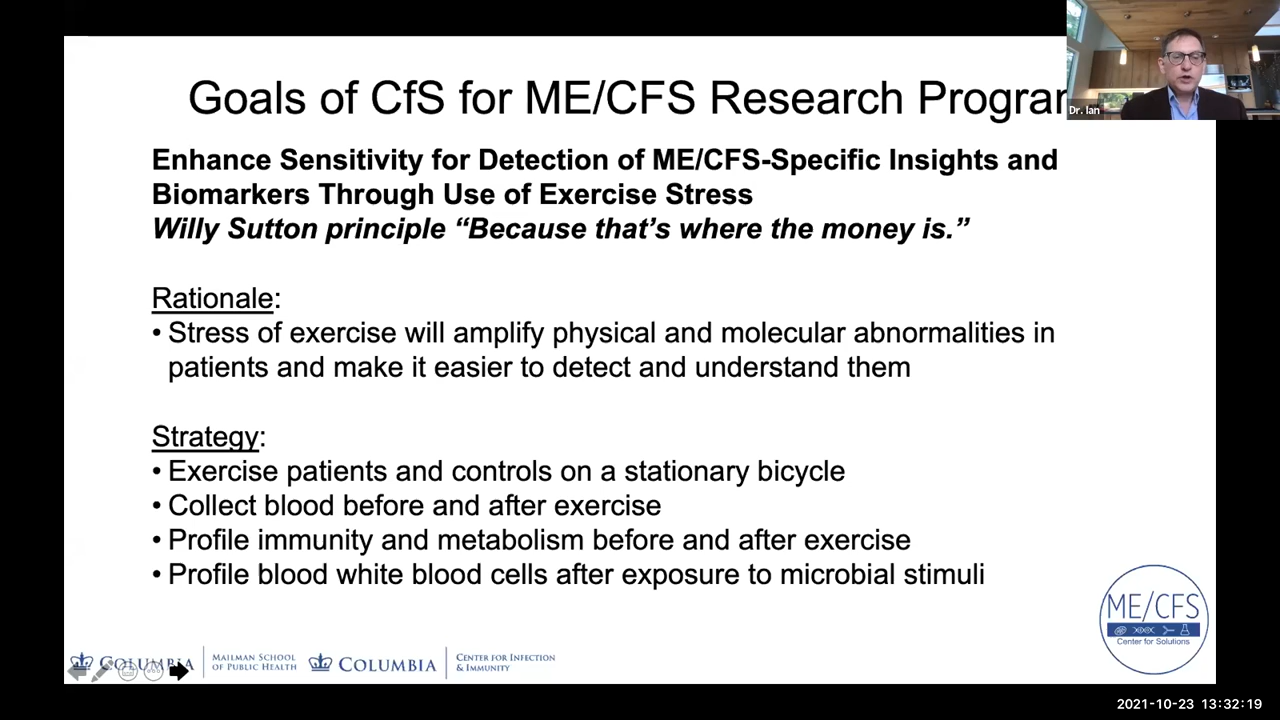 Goals of CfS for ME/CFS Research Progra
Dr. Ian
Enhance Sensitivity for Detection of ME/CFS-Specific Insights and
Biomarkers Through Use of Exercise Stress
Willy Sutton principle “Because that’s where the money is.”
Rationale:
• Stress of exercise will amplify physical and molecular abnormalities in
patients and make it easier to detect and understand them
Strategy:
• Exercise patients and controls on a stationary bicycle
• Collect blood before and after exercise
• Profile immunity and metabolism before and after exercise
• Profile blood white blood cells after exposure to microbial stimuli
ME/CFS
Center for Solutions
COLUMBIA
MAILMAN SCHOOL
OF PUBLIC HEALTH
COLUMBIA
CENTER FOR INFECTION
& IMMUNITY
2021-10-23 13:32:19